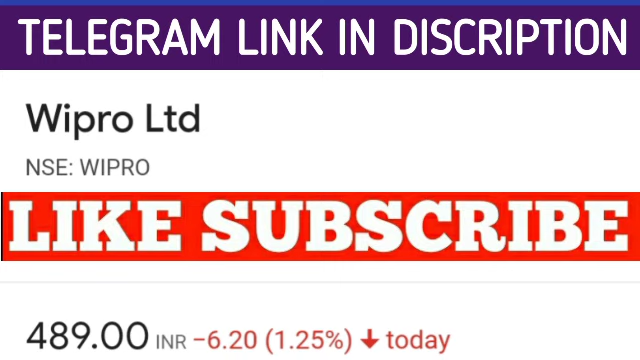 TELEGRAM LINK IN DISCRIPTION
Wipro Ltd
NSE: WIPRO
LIKE SUBSCRIBE
489.00 INR −6.20 (1.25%) ↓ today